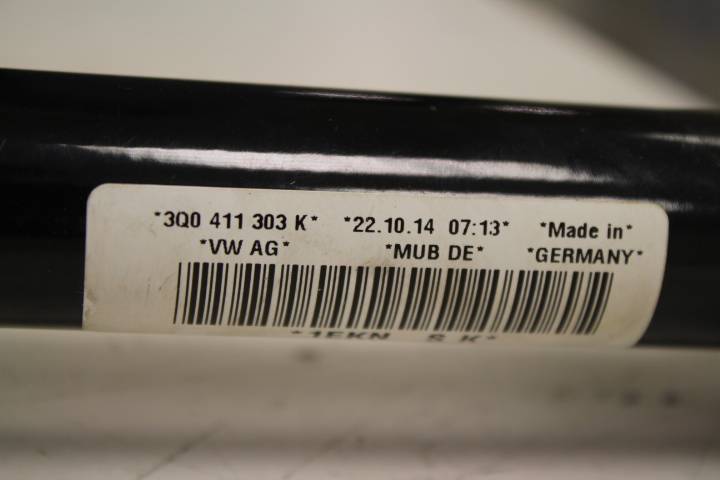 *3Q0 411 303 K* *22.10.14 07:13* *Made in*
*VW AG* *MUB DE* *GERMANY*